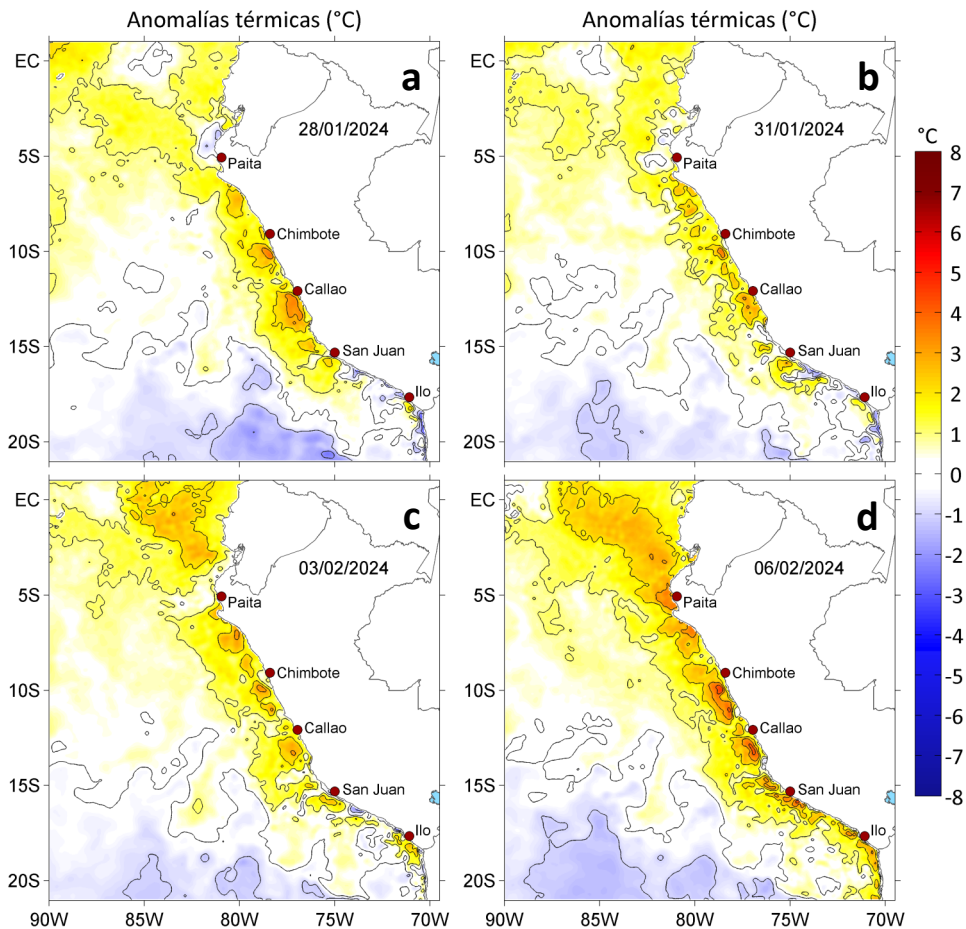 Anomalías térmicas (°C)
Anomalías térmicas (°C)
EC
5S
10S
15S
20S
a
28/01/2024
Paita
Chimbote
Callao
San Juan
Ilo
EC
5S
10S
15S
20S
b
31/01/2024
Paita
Chimbote
Callao
San Juan
Ilo
°C
8
7
6
5
4
3
2
1
0
-1
-2
-3
-4
-5
-6
-7
-8
EC
5S
10S
15S
20S
c
03/02/2024
Paita
Chimbote
Callao
San Juan
Ilo
90W
85W
80W
75W
70W
EC
5S
10S
15S
20S
d
06/02/2024
Paita
Chimbote
Callao
San Juan
Ilo
90W
85W
80W
75W
70W